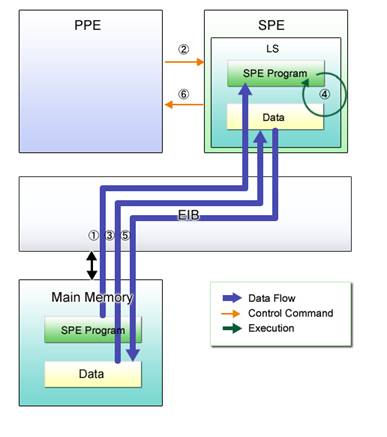 PPE
SPE
LS
SPE Program
②
④
⑥
Data
EIB
① ③ ⑤
Main Memory
SPE Program
Data
Data Flow
Control Command
Execution